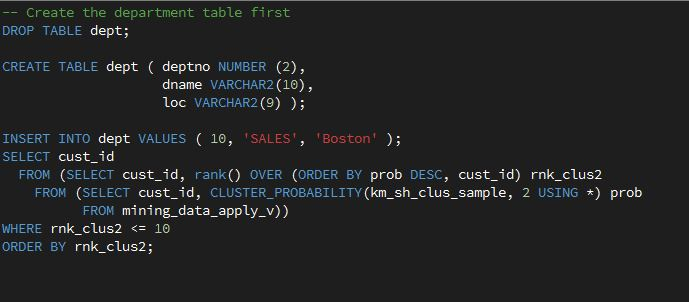 -- Create the department table first
DROP TABLE dept;
CREATE TABLE dept ( deptno NUMBER (2),
dname VARCHAR2(10),
loc VARCHAR2(9) );
INSERT INTO dept VALUES ( 10, 'SALES', 'Boston' );
SELECT cust_id
FROM (SELECT cust_id, rank() OVER (ORDER BY prob DESC, cust_id) rnk_clus2
FROM (SELECT cust_id, CLUSTER_PROBABILITY(km_sh_clus_sample, 2 USING *) prob
FROM mining_data_apply_v))
WHERE rnk_clus2 <= 10
ORDER BY rnk_clus2;